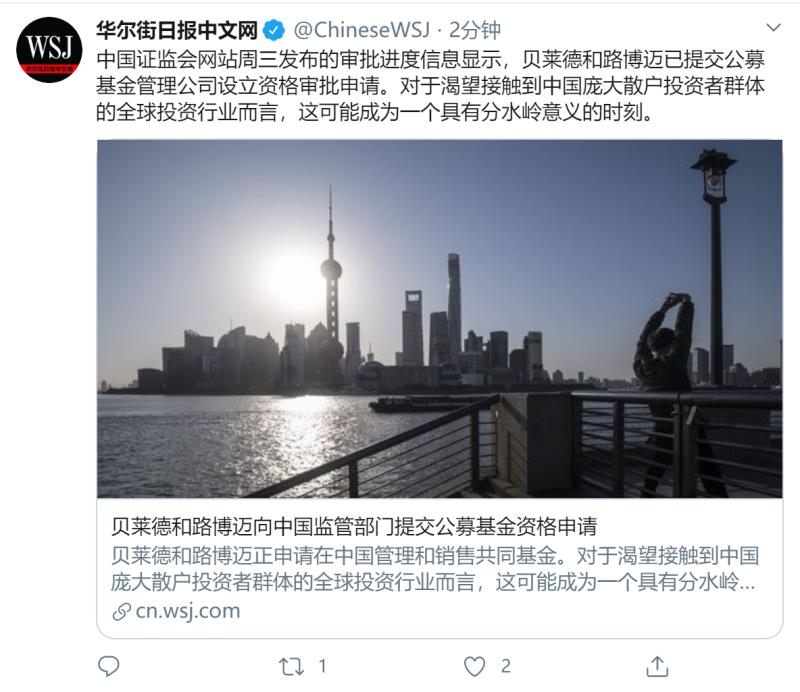 WSJ
华尔街日报中文网 @ChineseWSJ · 2分钟
中国证监会网站周三发布的审批进度信息显示，贝莱德和路博迈已提交公募
基金管理公司设立资格审批申请。对于渴望接触到中国庞大散户投资者群体
的全球投资行业而言，这可能成为一个具有分水岭意义的时刻。
贝莱德和路博迈向中国监管部门提交公募基金资格申请
贝莱德和路博迈正申请在中国管理和销售共同基金。对于渴望接触到中国
庞大散户投资者群体的全球投资行业而言，这可能成为一个具有分水岭...
cn.wsj.com
1
2